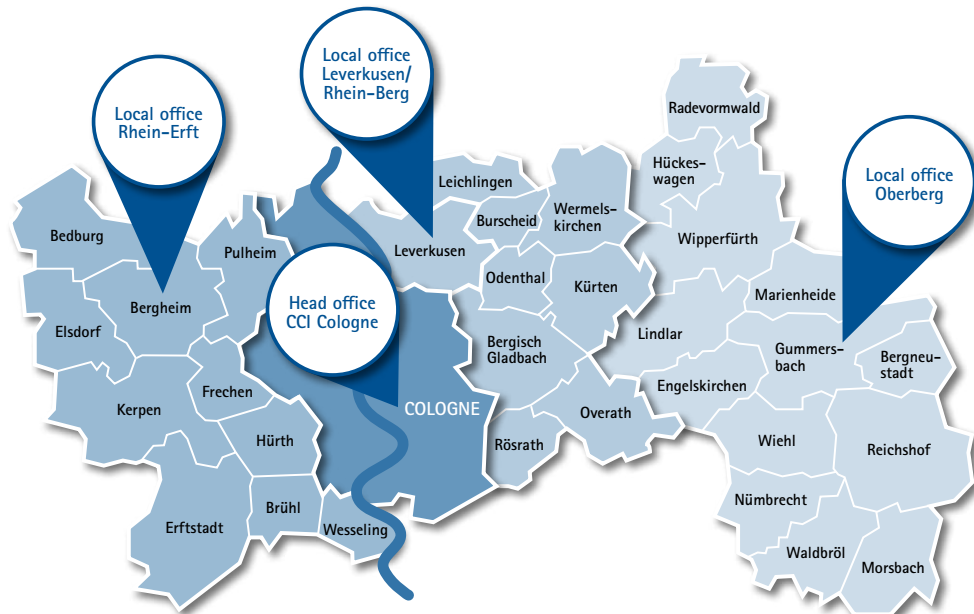 Local office
Leverkusen/
Rhein-Berg
Local office
Rhein-Erft
Radevormwald
Hückes-
wagen
Local office
Oberberg
Leichlingen
Burscheid
Wermels-
kirchen
Bedburg
Pulheim
Leverkusen
Wipperfürth
Odenthal
Kürten
Marienheide
Bergheim
Elsdorf
Head office
CCI Cologne
Bergisch
Gladbach
Lindlar
Gummers-
bach
Bergneu-
stadt
Engelskirchen
Frechen
Kerpen
COLOGNE
Overath
Hürth
Rösrath
Wiehl
Reichshof
Nümbrecht
Brühl
Erftstadt
Wesseling
Waldbröl
Morsbach